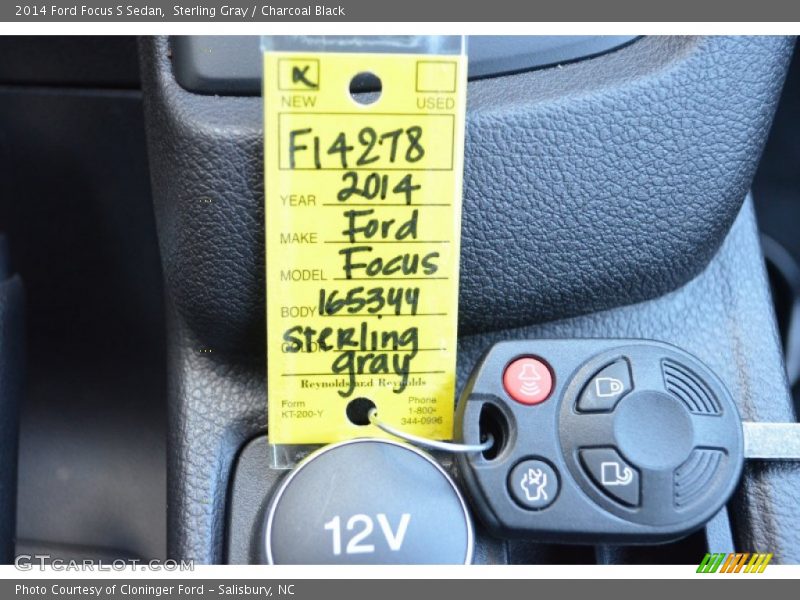 2014 Ford Focus S Sedan,  Sterling Gray / Charcoal Black
NEW USED
F14278
YEAR 2014
MAKE Ford
MODEL Focus
BODY 165344
COLOR sterling
gray
Reynolds and Reynolds
Form Phone
KT-200-Y 1-800-
344-0996
12V
GTCarLot.com
Photo Courtesy of Cloninger Ford – Salisbury, NC